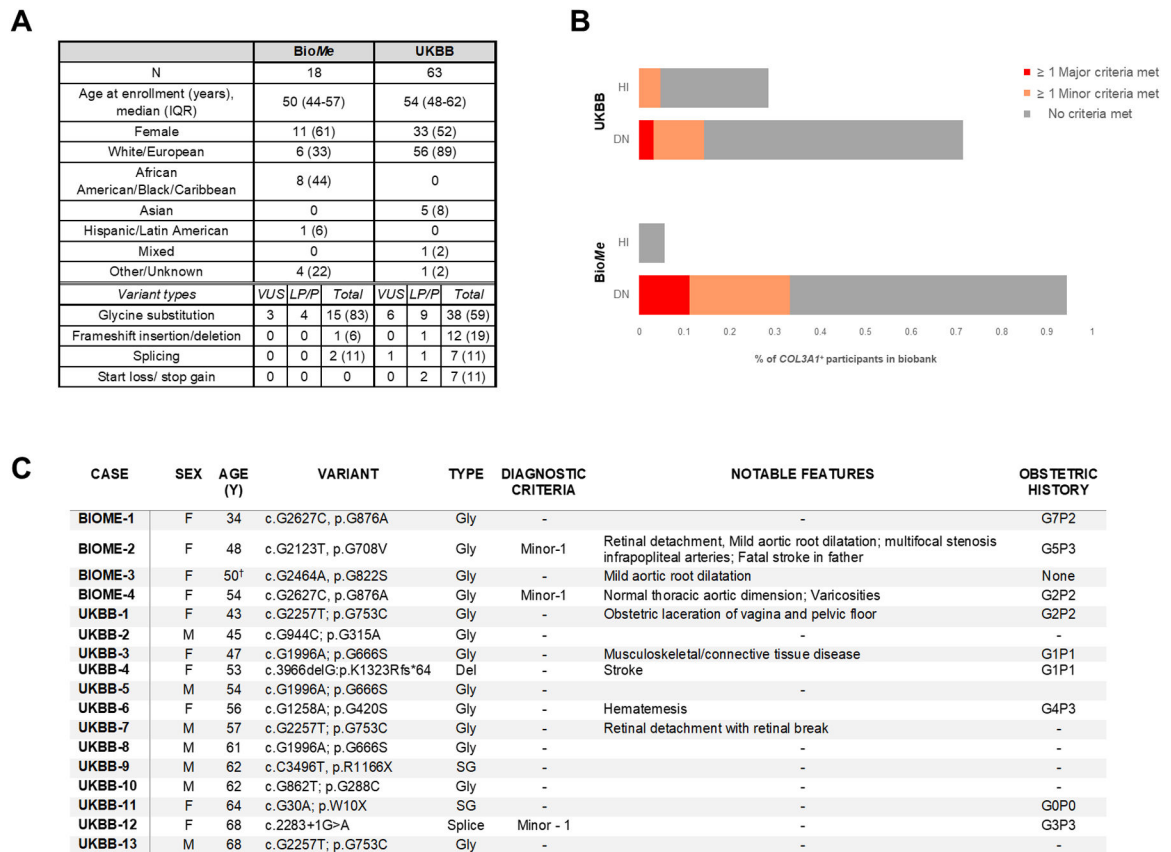 A
BioMe UKBB
N 18 63
Age at enrollment (years), median (IQR) 50 (44-57) 54 (48-62)
Female 11 (61) 33 (52)
White/European 6 (33) 56 (89)
African American/Black/Caribbean 8 (44) 0
Asian 0 5 (8)
Hispanic/Latin American 1 (6) 0
Mixed 0 1 (2)
Other/Unknown 4 (22) 1 (2)
Variant types VUS LP/P Total VUS LP/P Total
Glycine substitution 3 4 15 (83) 6 9 38 (59)
Frameshift insertion/deletion 0 0 1 (6) 0 1 12 (19)
Splicing 0 0 2 (11) 1 1 7 (11)
Start loss/ stop gain 0 0 0 0 2 7 (11)
B
≥ 1 Major criteria met
≥ 1 Minor criteria met
No criteria met
UKBB
HI
DN
BioMe
HI
DN
0 0.1 0.2 0.3 0.4 0.5 0.6 0.7 0.8 0.9 1
% of COL3A1⁺ participants in biobank
C
CASE SEX AGE (Y) VARIANT TYPE DIAGNOSTIC CRITERIA NOTABLE FEATURES OBSTETRIC HISTORY
BIOME-1 F 34 c.G2627C, p.G876A Gly - - G7P2
BIOME-2 F 48 c.G2123T, p.G708V Gly Minor-1 Retinal detachment, Mild aortic root dilatation; multifocal stenosis infrapopliteal arteries; Fatal stroke in father G5P3
BIOME-3 F 50† c.G2464A, p.G822S Gly - Mild aortic root dilatation None
BIOME-4 F 54 c.G2627C, p.G876A Gly Minor-1 Normal thoracic aortic dimension; Varicosities G2P2
UKBB-1 F 43 c.G2257T; p.G753C Gly - Obstetric laceration of vagina and pelvic floor G2P2
UKBB-2 M 45 c.G944C; p.G315A Gly - - -
UKBB-3 F 47 c.G1996A; p.G666S Gly - Musculoskeletal/connective tissue disease G1P1
UKBB-4 F 53 c.3966delG:p.K1323Rfs*64 Del - Stroke G1P1
UKBB-5 M 54 c.G1996A; p.G666S Gly - -
UKBB-6 F 56 c.G1258A; p.G420S Gly - Hematemesis G4P3
UKBB-7 M 57 c.G2257T; p.G753C Gly - Retinal detachment with retinal break -
UKBB-8 M 61 c.G1996A; p.G666S Gly - - -
UKBB-9 M 62 c.C3496T, p.R1166X SG - - -
UKBB-10 M 62 c.G862T; p.G288C Gly - - -
UKBB-11 F 64 c.G30A; p.W10X SG - - G0P0
UKBB-12 F 68 c.2283+1G>A Splice Minor - 1 - G3P3
UKBB-13 M 68 c.G2257T; p.G753C Gly - - -